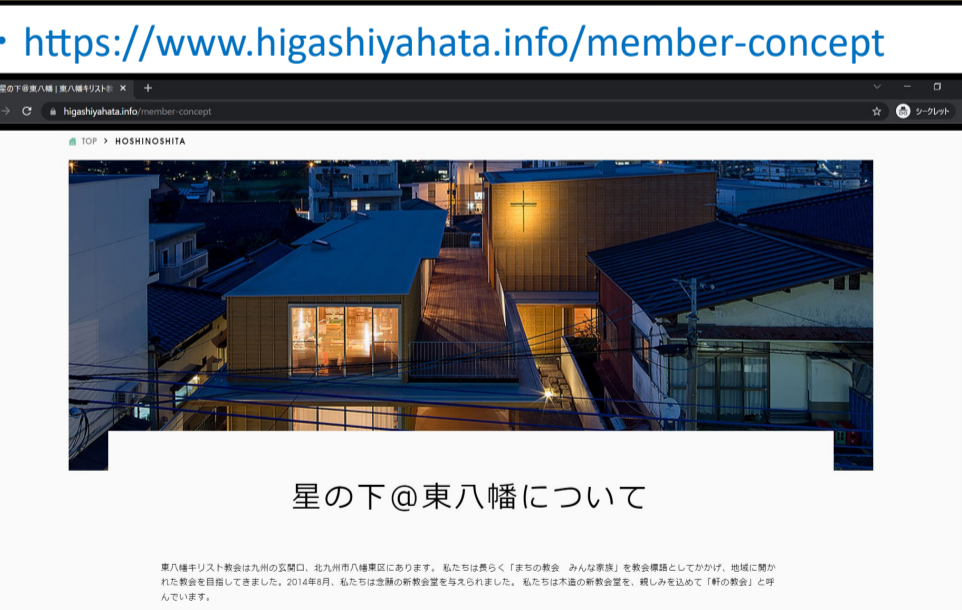 • https://www.higashiyahata.info/member-concept
星の下@東八幡 | 東八幡キリスト教
higashiyahata.info/member-concept
シークレット
TOP > HOSHINOSHITA
星の下@東八幡について
東八幡キリスト教会は九州の玄関口、北九州市八幡東区にあります。 私たちは長らく「まちの教会　みんな家族」を教会標語としてかかげ、地域に開か
れた教会を目指してきました。2014年8月、私たちは念願の新教会堂を与えられました。 私たちは木造の新教会堂を、親しみを込めて「軒の教会」と呼
んでいます。